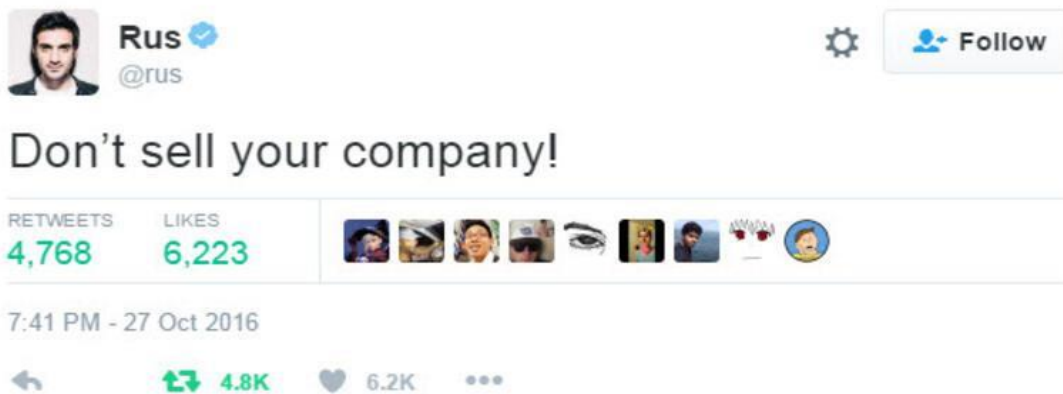 Rus
Follow
@rus
Don’t sell your company!
RETWEETS LIKES
4,768 6,223
7:41 PM - 27 Oct 2016
4.8K 6.2K